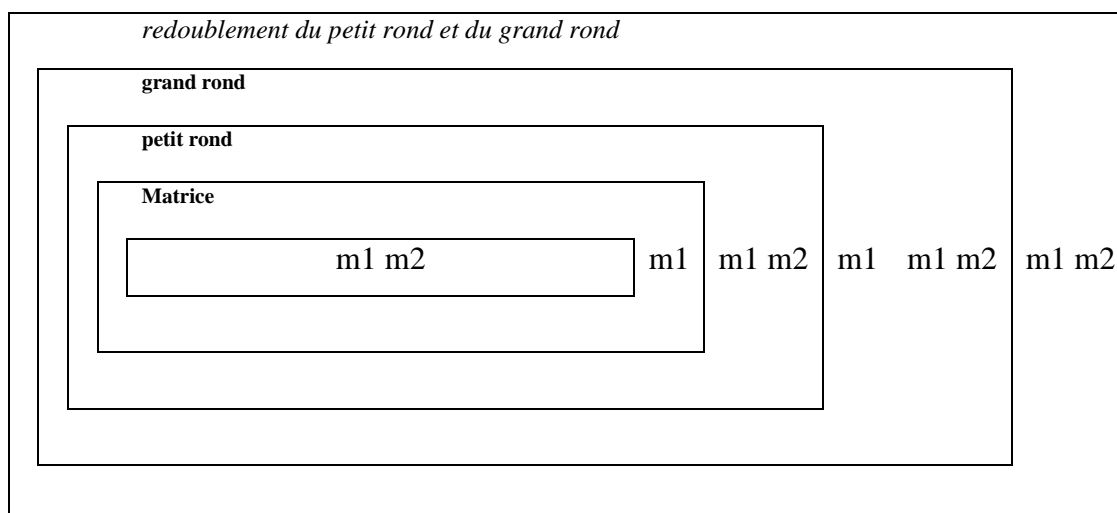 redoublement du petit rond et du grand rond
grand rond
petit rond
Matrice
m1 m2 m1 m1 m2 m1 m1 m2 m1 m2